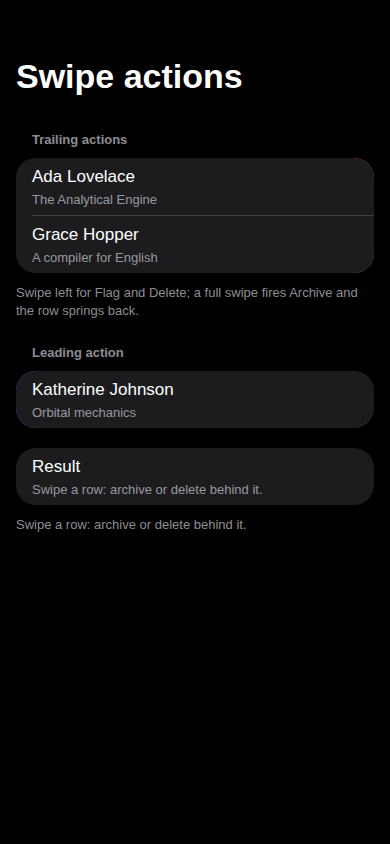 Swipe actions
Trailing actions
Ada Lovelace
The Analytical Engine
Grace Hopper
A compiler for English
Swipe left for Flag and Delete; a full swipe fires Archive and
the row springs back.
Leading action
Katherine Johnson
Orbital mechanics
Result
Swipe a row: archive or delete behind it.
Swipe a row: archive or delete behind it.